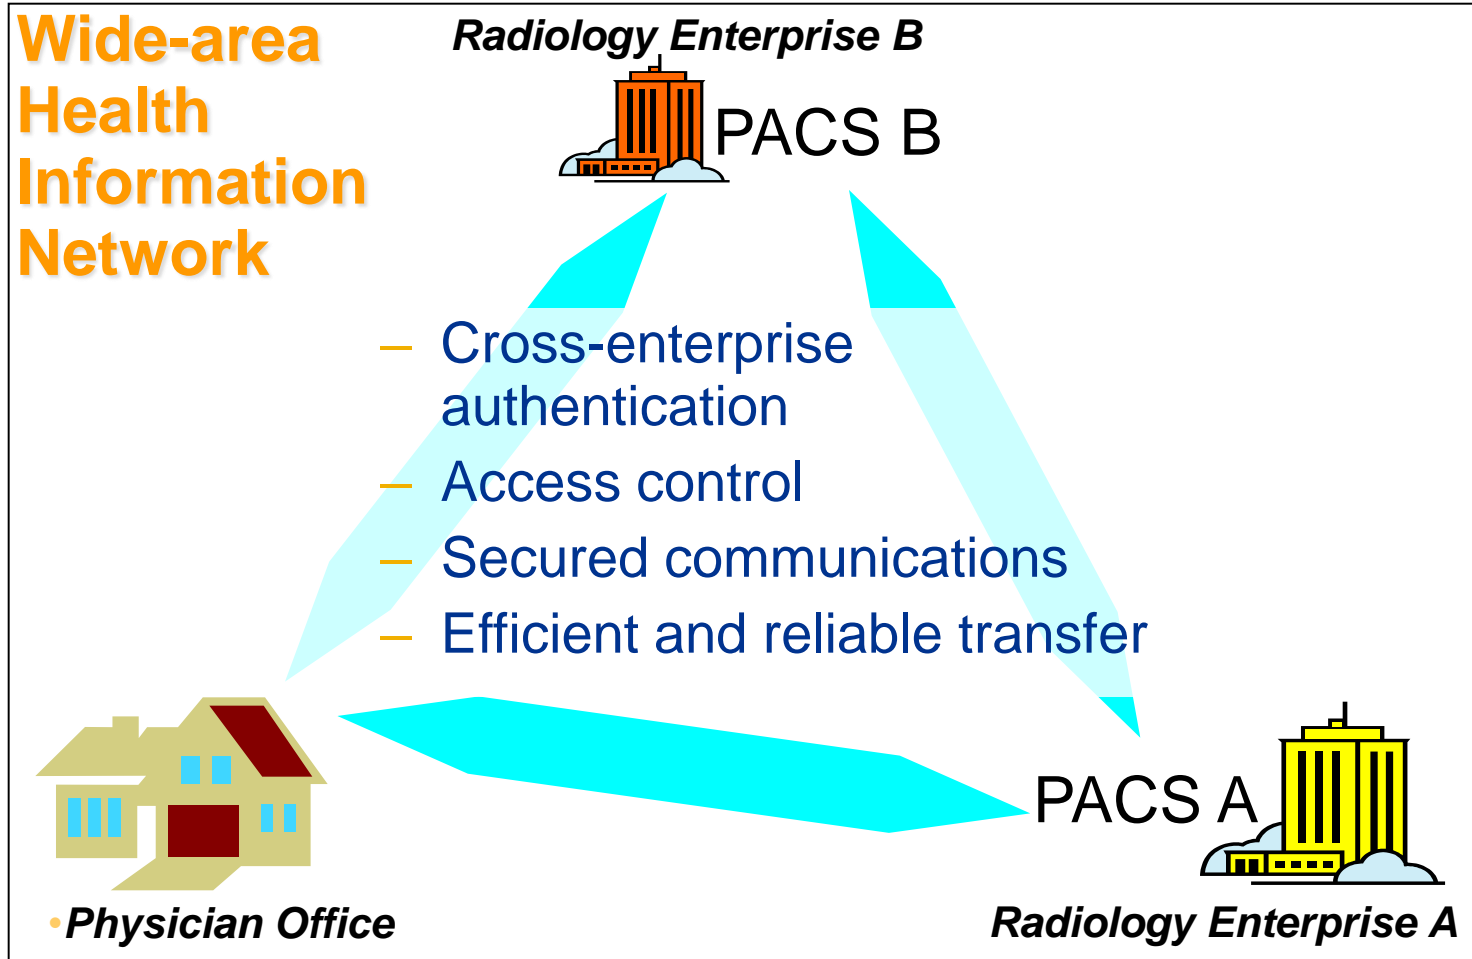 Wide-area
Health
Information
Network
Radiology Enterprise B
PACS B
– Cross-enterprise
authentication
– Access control
– Secured communications
– Efficient and reliable transfer
PACS A
•Physician Office
Radiology Enterprise A